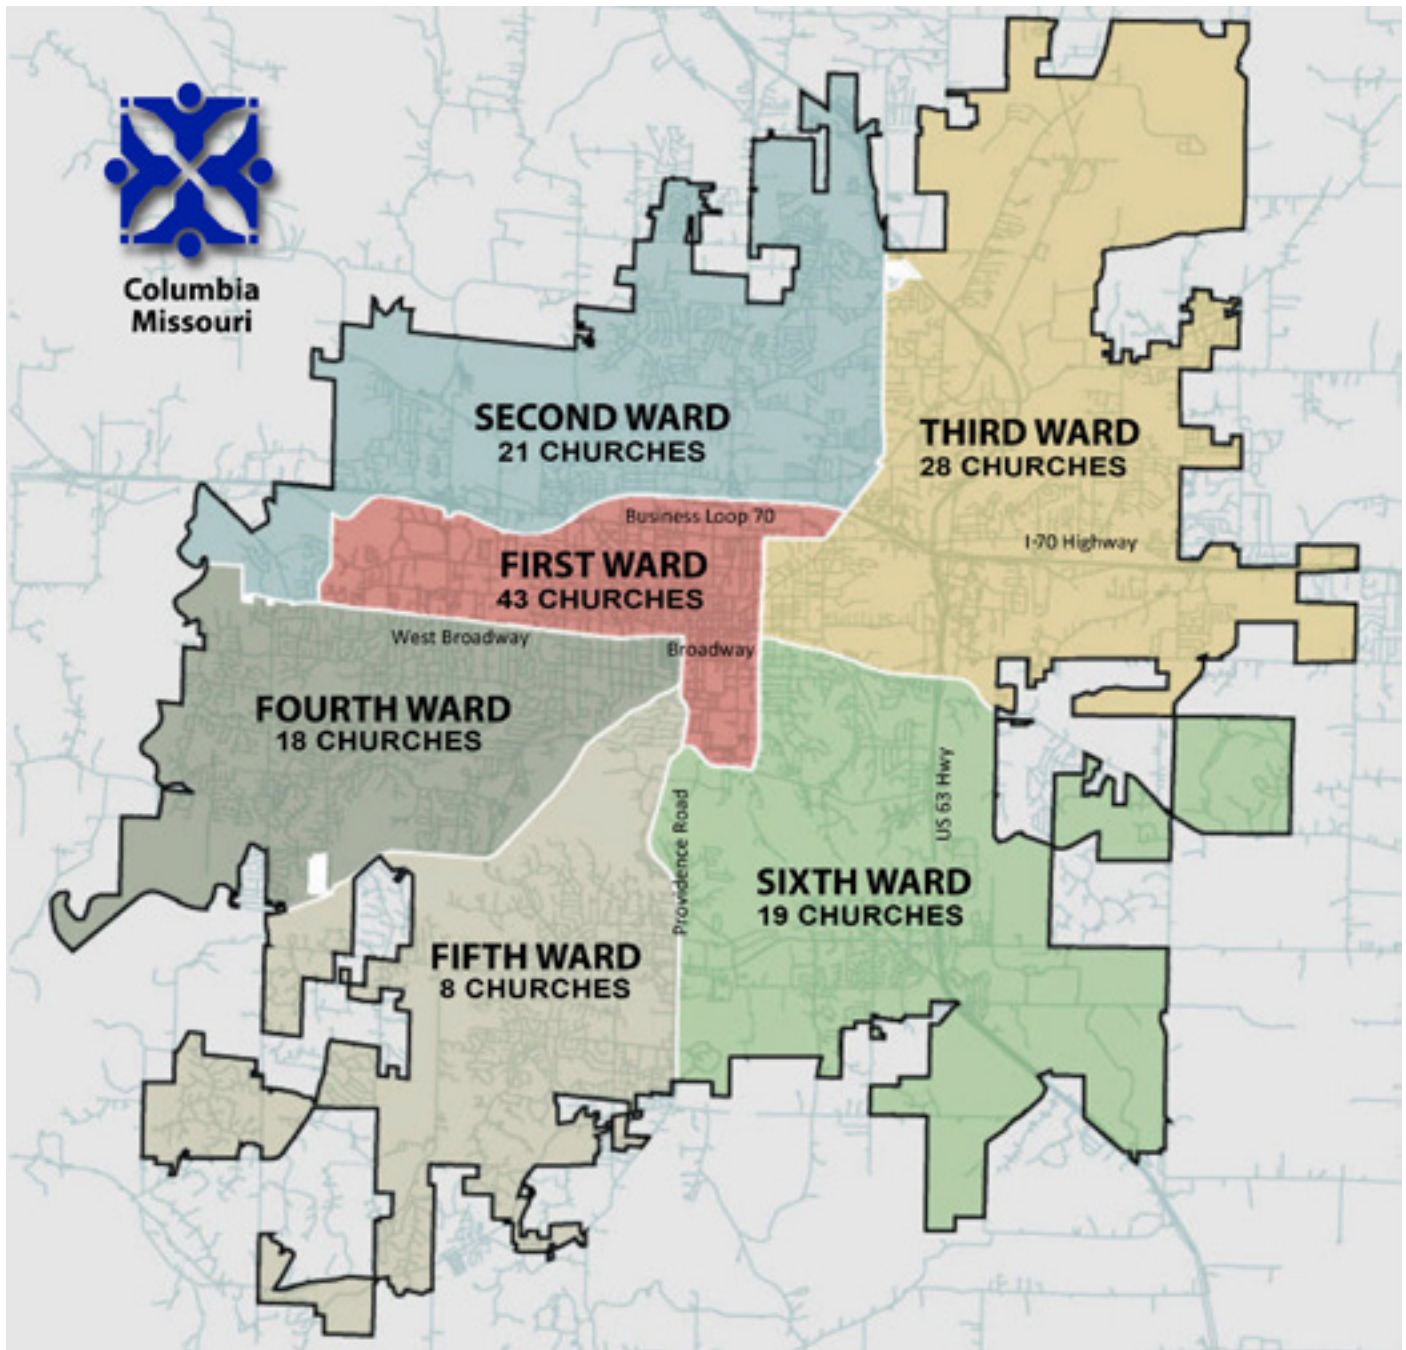 Columbia
Missouri
SECOND WARD
21 CHURCHES
THIRD WARD
28 CHURCHES
Business Loop 70
I-70 Highway
FIRST WARD
43 CHURCHES
West Broadway
Broadway
FOURTH WARD
18 CHURCHES
US 63 Hwy
Providence Road
SIXTH WARD
19 CHURCHES
FIFTH WARD
8 CHURCHES